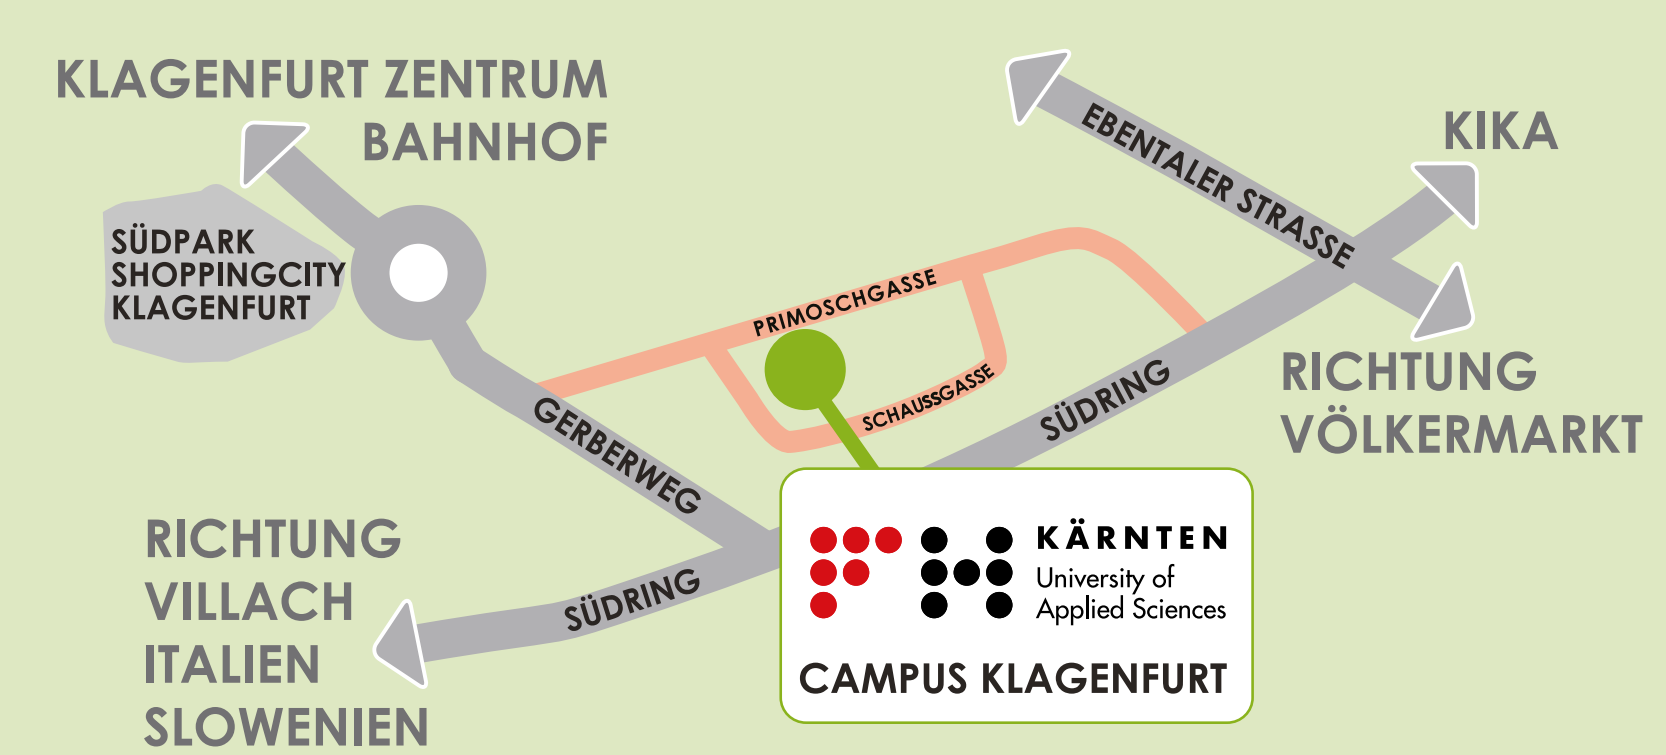 KLAGENFURT ZENTRUM
BAHNHOF
SÜDPARK
SHOPPINGCITY
KLAGENFURT
EBENTALER STRASSE
KIKA
PRIMOSCHGASSE
SCHAUSSGASSE
SÜDRING
RICHTUNG
VÖLKERMARKT
GERBERWEG
SÜDRING
RICHTUNG
VILLACH
ITALIEN
SLOWENIEN
FH
KÄRNTEN
University of
Applied Sciences
CAMPUS KLAGENFURT